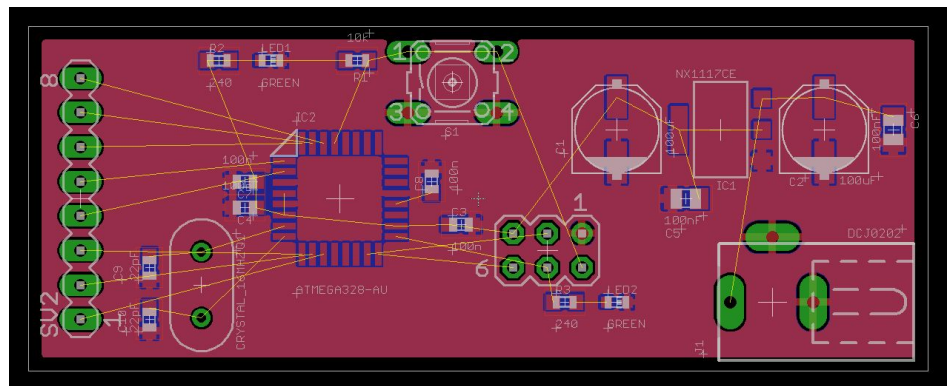 10k
R2
LED1
R1
1
2
240
GREEN
8
NX1117CE
3
4
S1
IC2
C1
100uF
100nF
C6
100n
C8
100n
IC1
C2
100uF
C4
C3
1
100nF
C5
100n
6
DCJ0202
C9
22pF
CRYSTAL_16MHZ
ATMEGA328-AU
R3
LED2
240
GREEN
SV2
1
C10
22pF
J1